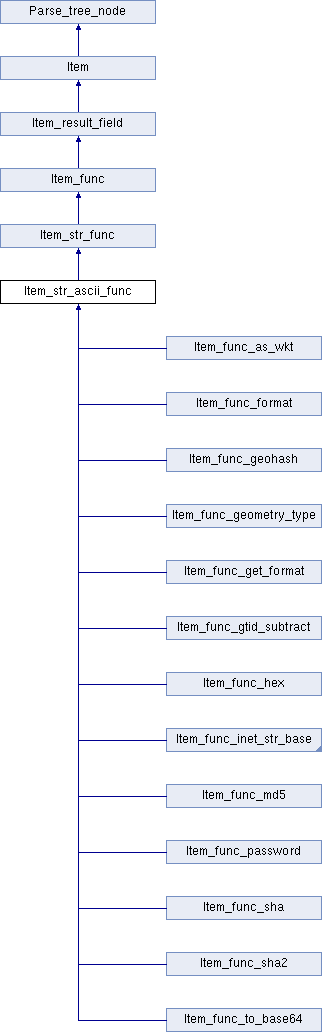 Parse_tree_node
Item
Item_result_field
Item_func
Item_str_func
Item_str_ascii_func
Item_func_as_wkt
Item_func_format
Item_func_geohash
Item_func_geometry_type
Item_func_get_format
Item_func_gtid_subtract
Item_func_hex
Item_func_inet_str_base
Item_func_md5
Item_func_password
Item_func_sha
Item_func_sha2
Item_func_to_base64